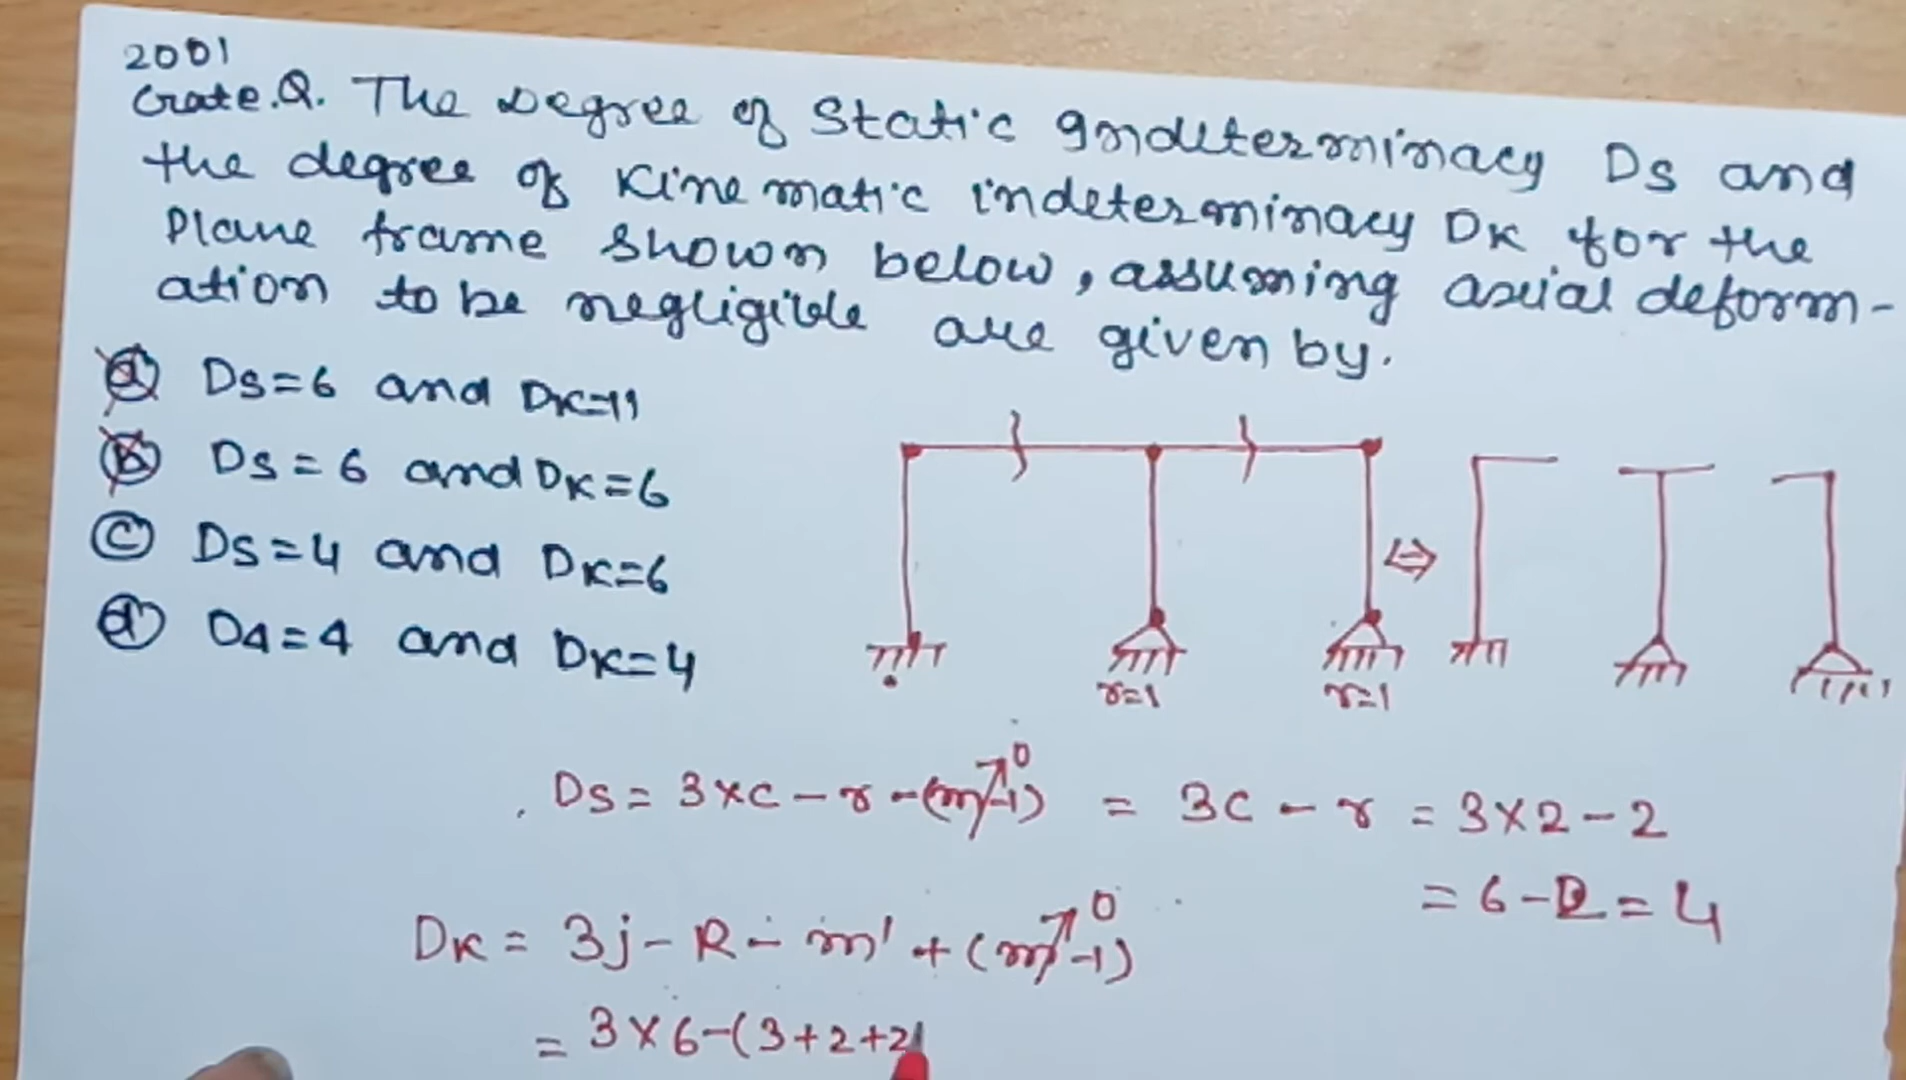 2001
Gate.Q. The Degree of Static Indeterminacy Ds and
the degree of Kinematic indeterminacy DK for the
Plane frame shown below, assuming axial deform-
ation to be negligible are given by.
(a) Ds=6 and DK=11
(b) Ds=6 and DK=6
(c) Ds=4 and DK=6
(d) Ds=4 and DK=4
r=1
r=1
Ds = 3×C - r - (m-1) 0 = 3C - r = 3×2-2
= 6-2 = 4
DK = 3j - R - m' + (m-1) 0
= 3×6-(3+2+2